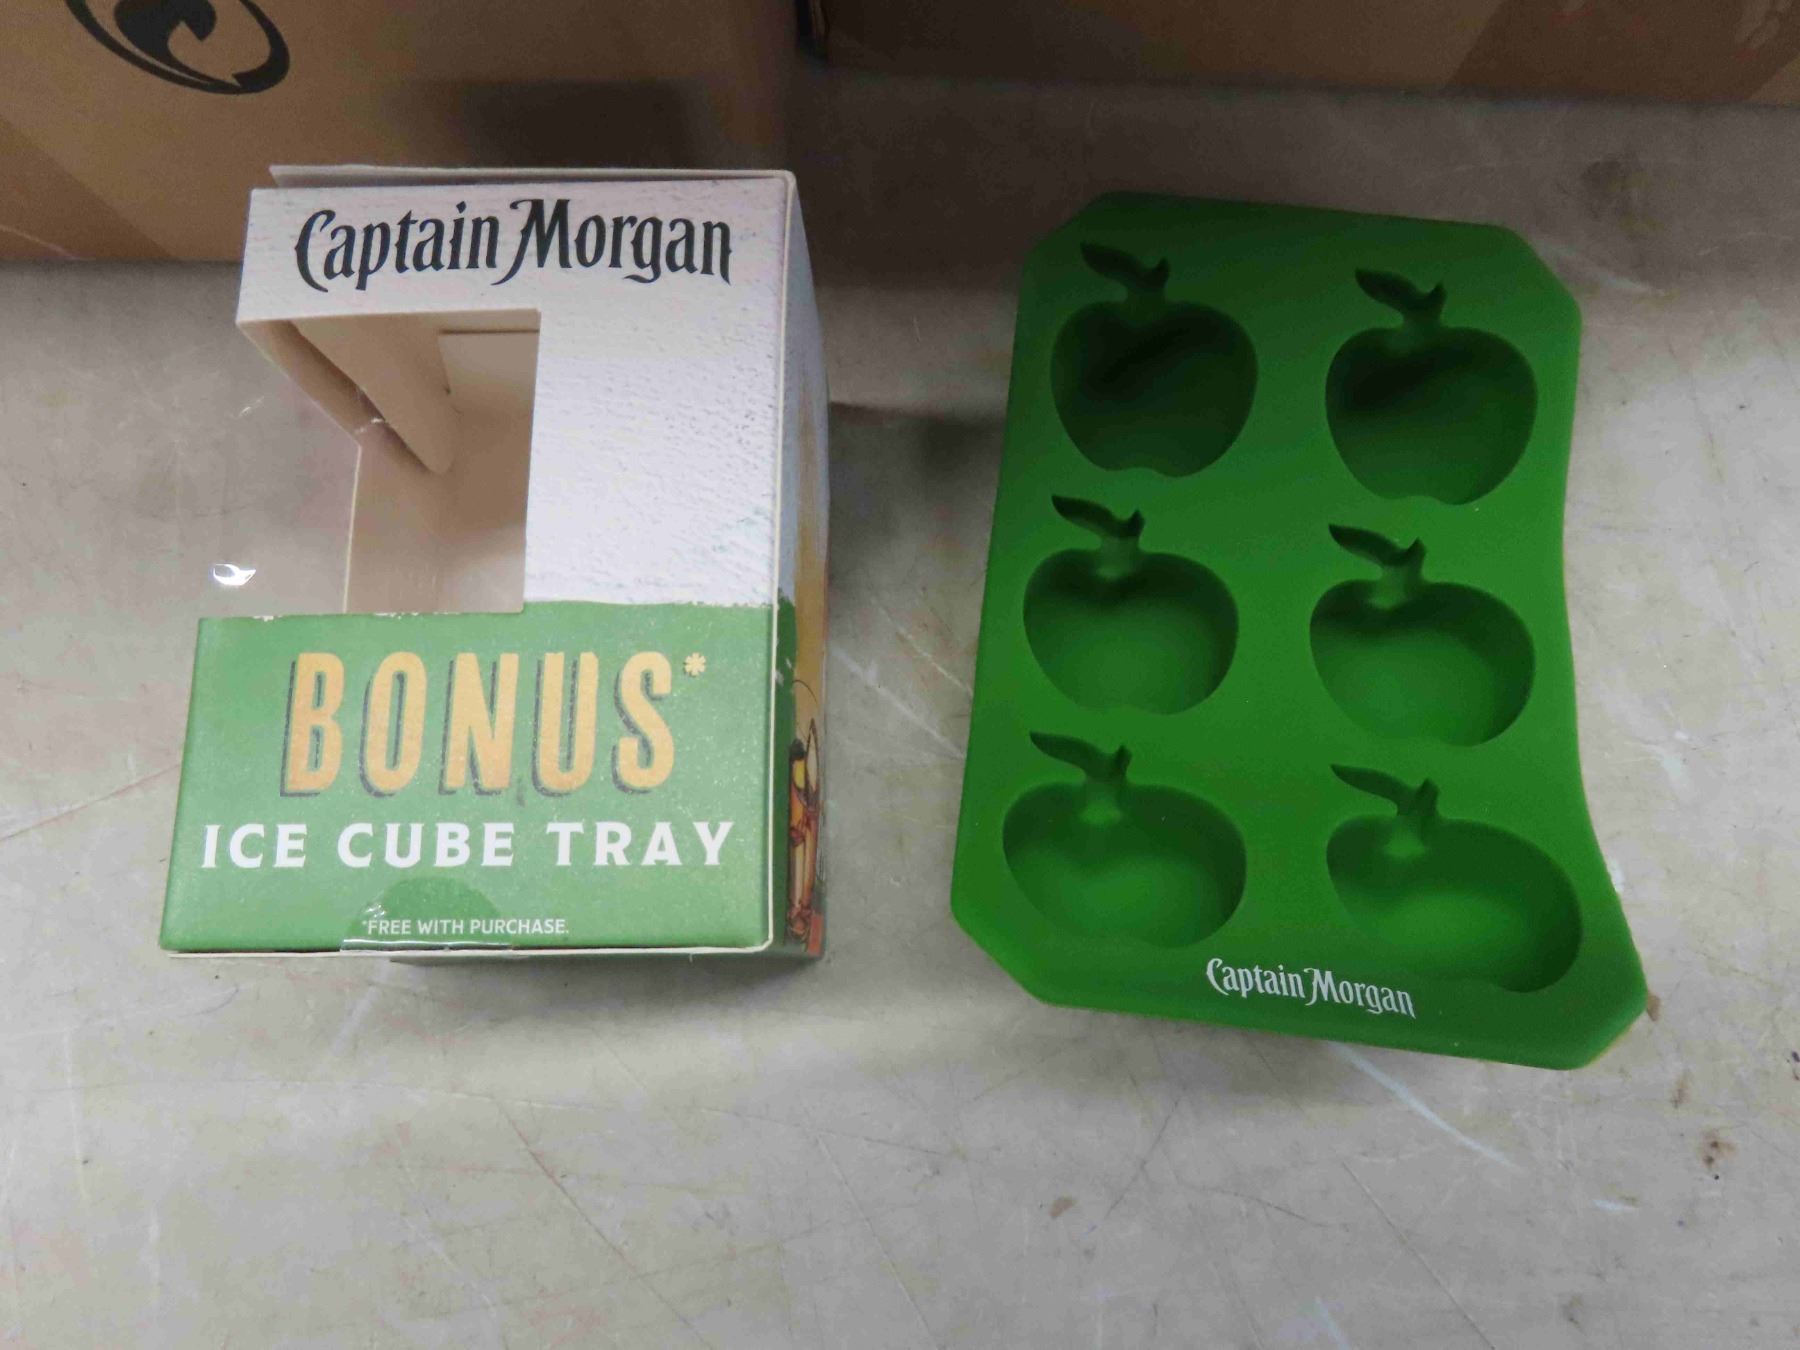 Captain Morgan
BONUS*
ICE CUBE TRAY
*FREE WITH PURCHASE.
Captain Morgan